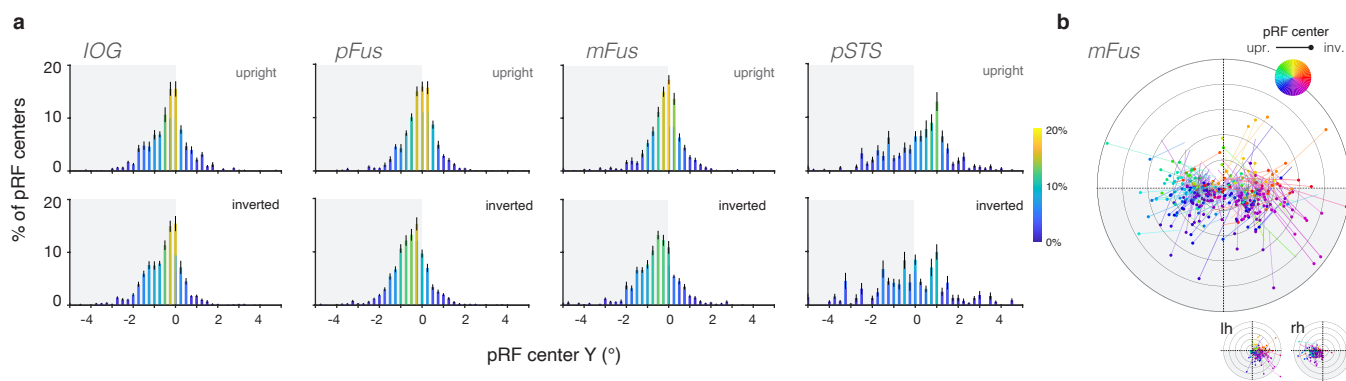 a
b
IOG
pFus
mFus
pSTS
mFus
pRF center
upr.
inv.
20
10
0
upright
upright
upright
upright
20%
10%
0%
% of pRF centers
20
10
0
inverted
inverted
inverted
inverted
-4 -2 0 2 4
-4 -2 0 2 4
-4 -2 0 2 4
-4 -2 0 2 4
pRF center Y (°)
lh
rh